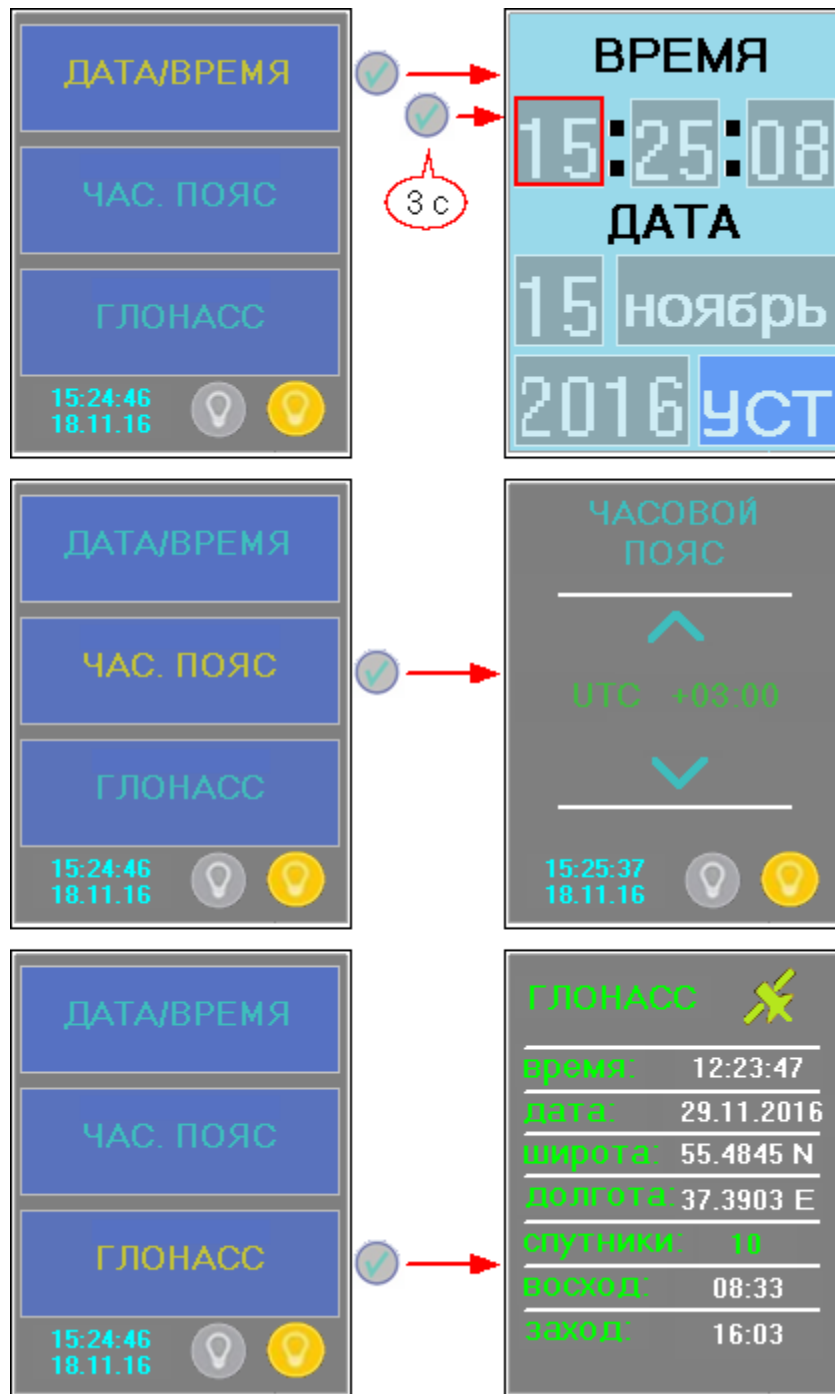 ДАТА/ВРЕМЯ
ЧАС. ПОЯС
ГЛОНАСС
15:24:46
18.11.16
3 с
ВРЕМЯ
15:25:08
ДАТА
15 ноябрь
2016 УСТ
ДАТА/ВРЕМЯ
ЧАС. ПОЯС
ГЛОНАСС
15:24:46
18.11.16
ЧАСОВОЙ
ПОЯС
UTC +03:00
15:25:37
18.11.16
ДАТА/ВРЕМЯ
ЧАС. ПОЯС
ГЛОНАСС
15:24:46
18.11.16
ГЛОНАСС
время: 12:23:47
дата: 29.11.2016
широта: 55.4845 N
долгота: 37.3903 E
спутники: 10
восход: 08:33
заход: 16:03